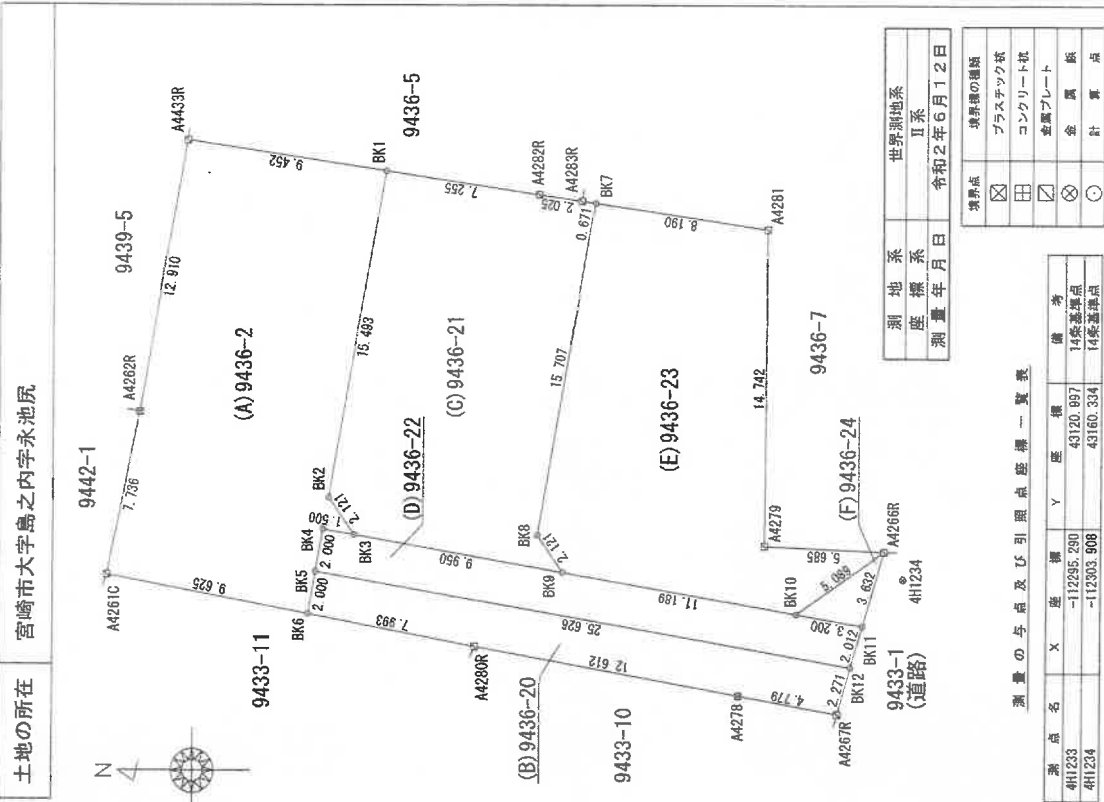 土地の所在
宮崎市大字島之内字永池尻
N
9442-1
9439-5
A4261C
7.736
A4262R
12.910
A4433R
9.625
(A)9436-2
9.452
BK1
9436-5
15.493
BK2
2.121
BK4
1.500
BK3
BK5
2.000
BK6
2.000
9433-11
7.993
(C)9436-21
7.255
A4282R
2.025
A4283R
0.671
BK7
(D)9436-22
9.950
15.707
BK8
2.121
BK9
8.190
A4281
A4280R
25.626
(E)9436-23
14.742
11.189
12.612
(B)9436-20
9433-10
A4279
9436-7
5.685
(F)9436-24
A4266R
5.089
BK10
3.200
3.632
4H1234
BK11
2.012
BK12
2.271
A4267R
4.779
A4278
9433-1
(道路)
測地系 世界測地系
座標系 Ⅱ系
測量年月日 令和2年6月12日
境界点 境界標の種類
プラスチック杭
コンクリート杭
金属プレート
金属鋲
計算点
測量の与点及び引照点座標一覧表
測点名 X座標 Y座標 備考
4H1233 -112295.290 43120.997 14条基準点
4H1234 -112303.908 43160.334 14条基準点